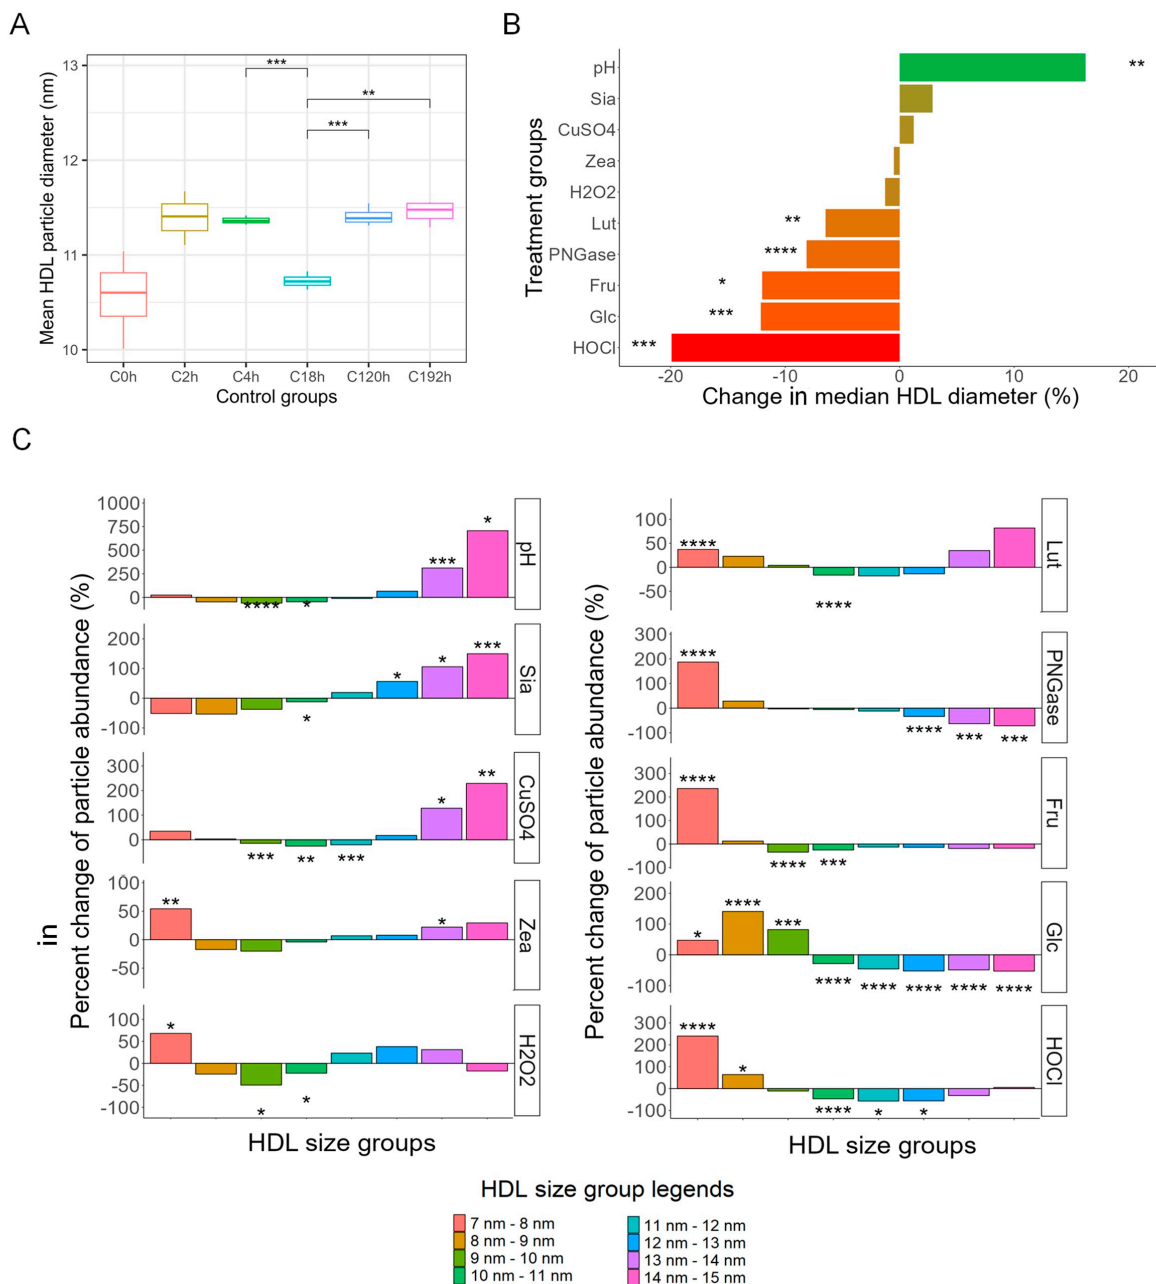 A
Mean HDL particle diameter (nm)
13
12
11
10
***
**
***
C0h C2h C4h C18h C120h C192h
Control groups
B
Treatment groups
pH **
Sia
CuSO4
Zea
H2O2
Lut **
PNGase ****
Fru *
Glc ***
HOCl ***
-20 -10 0 10 20
Change in median HDL diameter (%)
C
in
Percent change of particle abundance (%)
1000
750
500
250
0
**** * *** *
pH
200
100
0
-100
* * * ***
Sia
300
200
100
0
*** ** *** * **
CuSO4
100
50
0
-50
** *
Zea
100
50
0
-50
-100
* * *
H2O2
HDL size groups
Percent change of particle abundance (%)
100
50
0
-50
**** ****
Lut
300
200
100
0
-100
**** **** *** ***
PNGase
300
200
100
0
-100
**** **** ***
Fru
200
100
0
-100
* **** *** **** **** **** **** ****
Glc
300
200
100
0
-100
**** * **** * *
HOCl
HDL size groups
HDL size group legends
7 nm - 8 nm
8 nm - 9 nm
9 nm - 10 nm
10 nm - 11 nm
11 nm - 12 nm
12 nm - 13 nm
13 nm - 14 nm
14 nm - 15 nm